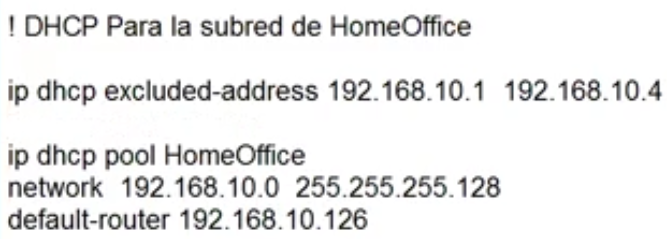 ! DHCP Para la subred de HomeOffice
ip dhcp excluded-address 192.168.10.1 192.168.10.4
ip dhcp pool HomeOffice
network 192.168.10.0 255.255.255.128
default-router 192.168.10.126